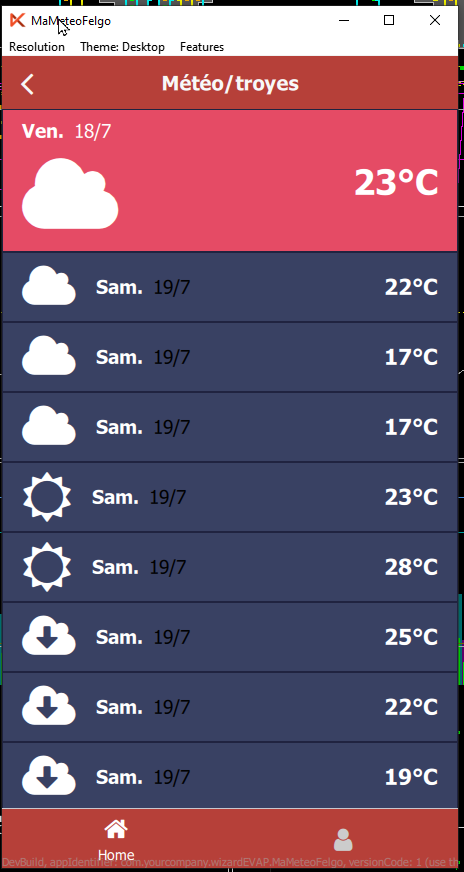 MaMeteoFelgo
Resolution Theme: Desktop Features
Météo/troyes
Ven. 18/7
23°C
Sam. 19/7 22°C
Sam. 19/7 17°C
Sam. 19/7 17°C
Sam. 19/7 23°C
Sam. 19/7 28°C
Sam. 19/7 25°C
Sam. 19/7 22°C
Sam. 19/7 19°C
Home
DevBuild, appIdentifier: com.yourcompany.wizardEVAP.MaMeteoFelgo, versionCode: 1 (use th